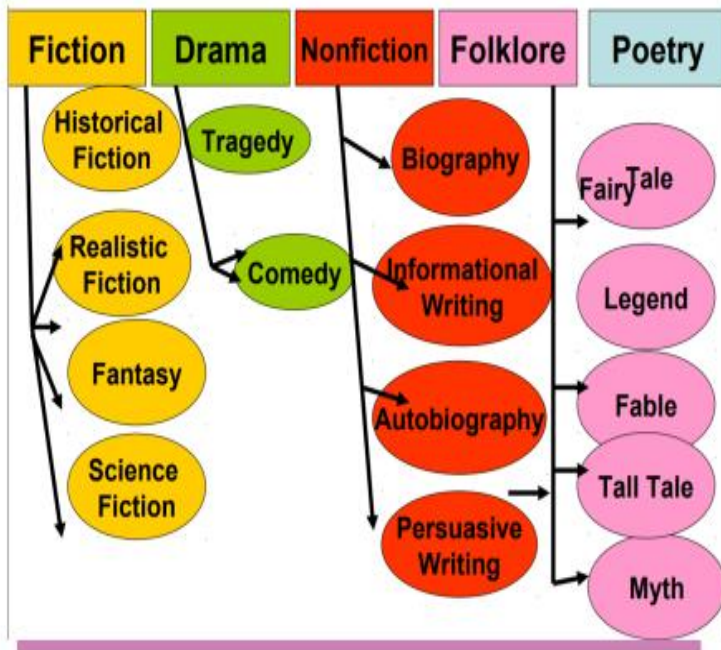 Fiction
Drama
Nonfiction
Folklore
Poetry
Historical
Fiction
Realistic
Fiction
Fantasy
Science
Fiction
Tragedy
Comedy
Biography
Informational
Writing
Autobiography
Persuasive
Writing
Fairy Tale
Legend
Fable
Tall Tale
Myth